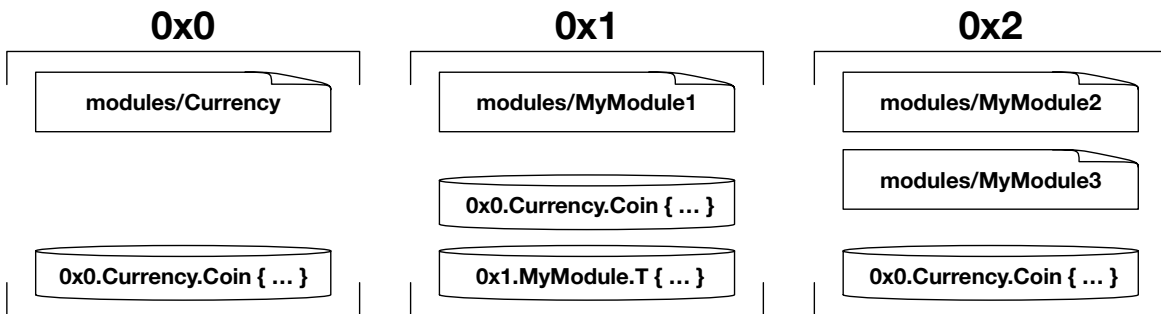 0x0
modules/Currency
0x0.Currency.Coin { … }
0x1
modules/MyModule1
0x0.Currency.Coin { … }
0x1.MyModule.T { … }
0x2
modules/MyModule2
modules/MyModule3
0x0.Currency.Coin { … }